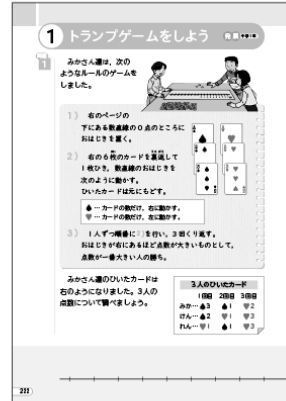 1 トランプゲームをしよう 発展
1 みかさん達は、次の
ようなルールのゲームを
しました。
1） 右のページの
下にある数直線の0点のところに
おはじきを置く。
2） 右の6枚のカードを裏返して
1枚ひき、数直線のおはじきを
次のように動かす。
ひいたカードは元にもどす。
♠…カードの数だけ、右に動かす。
♥…カードの数だけ、左に動かす。
3） 1人ずつ順番に2）を行い、3回くり返す。
おはじきが右にあるほど点数が大きいものとして、
点数が一番大きい人の勝ち。
みかさん達のひいたカードは
右のようになりました。3人の
点数について調べましょう。
3人のひいたカード
1回目 2回目 3回目
みか…♠3 ♠1 ♥2
けん…♠2 ♥1 ♥3
れん…♥1 ♠1 ♥3
222